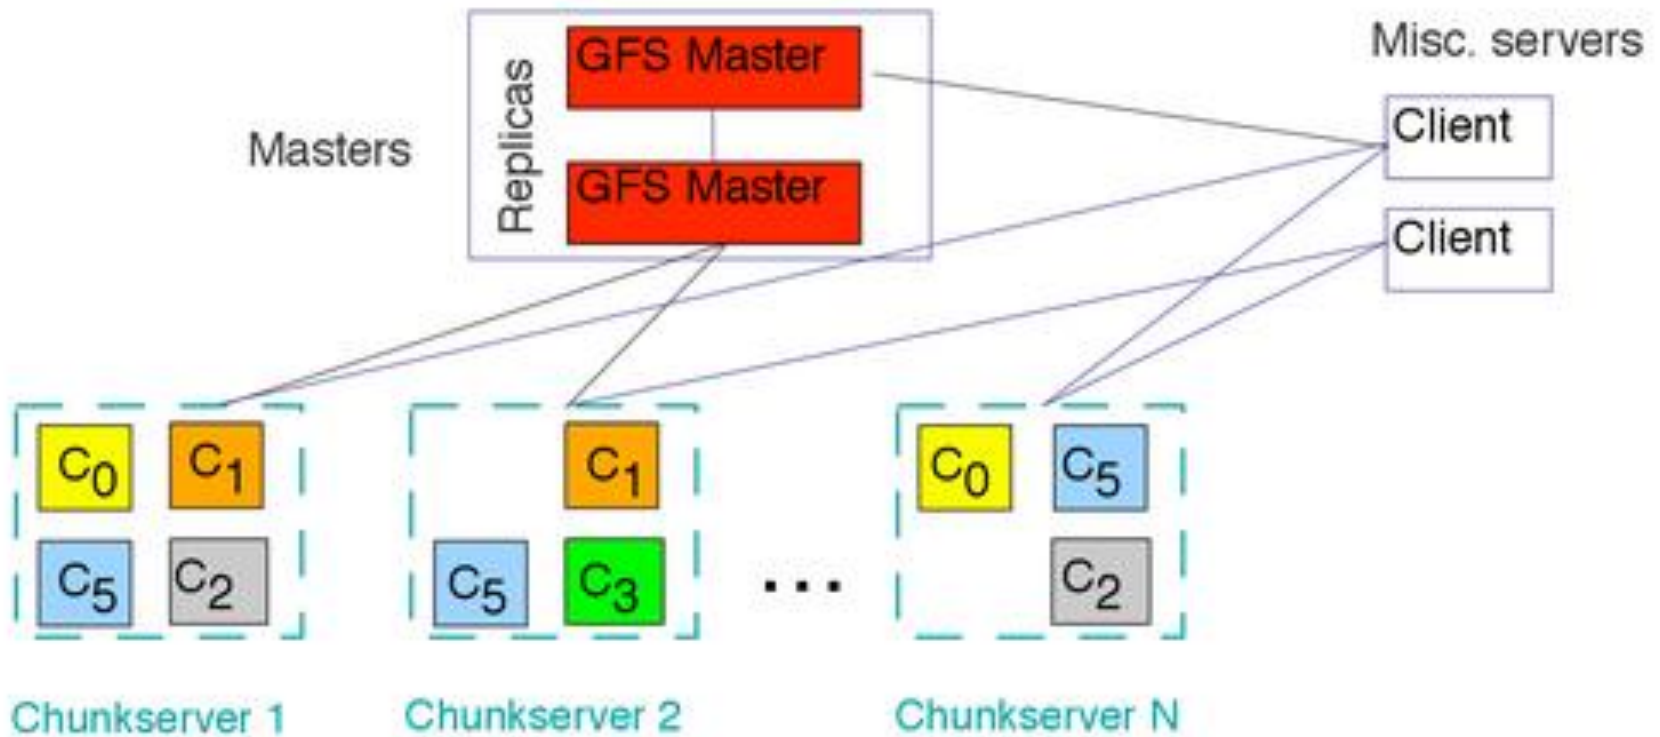 GFS Master
Misc. servers
Replicas
Client
Masters
GFS Master
Client
C0 C1
C1
C0 C5
C5 C2
C5 C3
...
C2
Chunkserver 1
Chunkserver 2
Chunkserver N